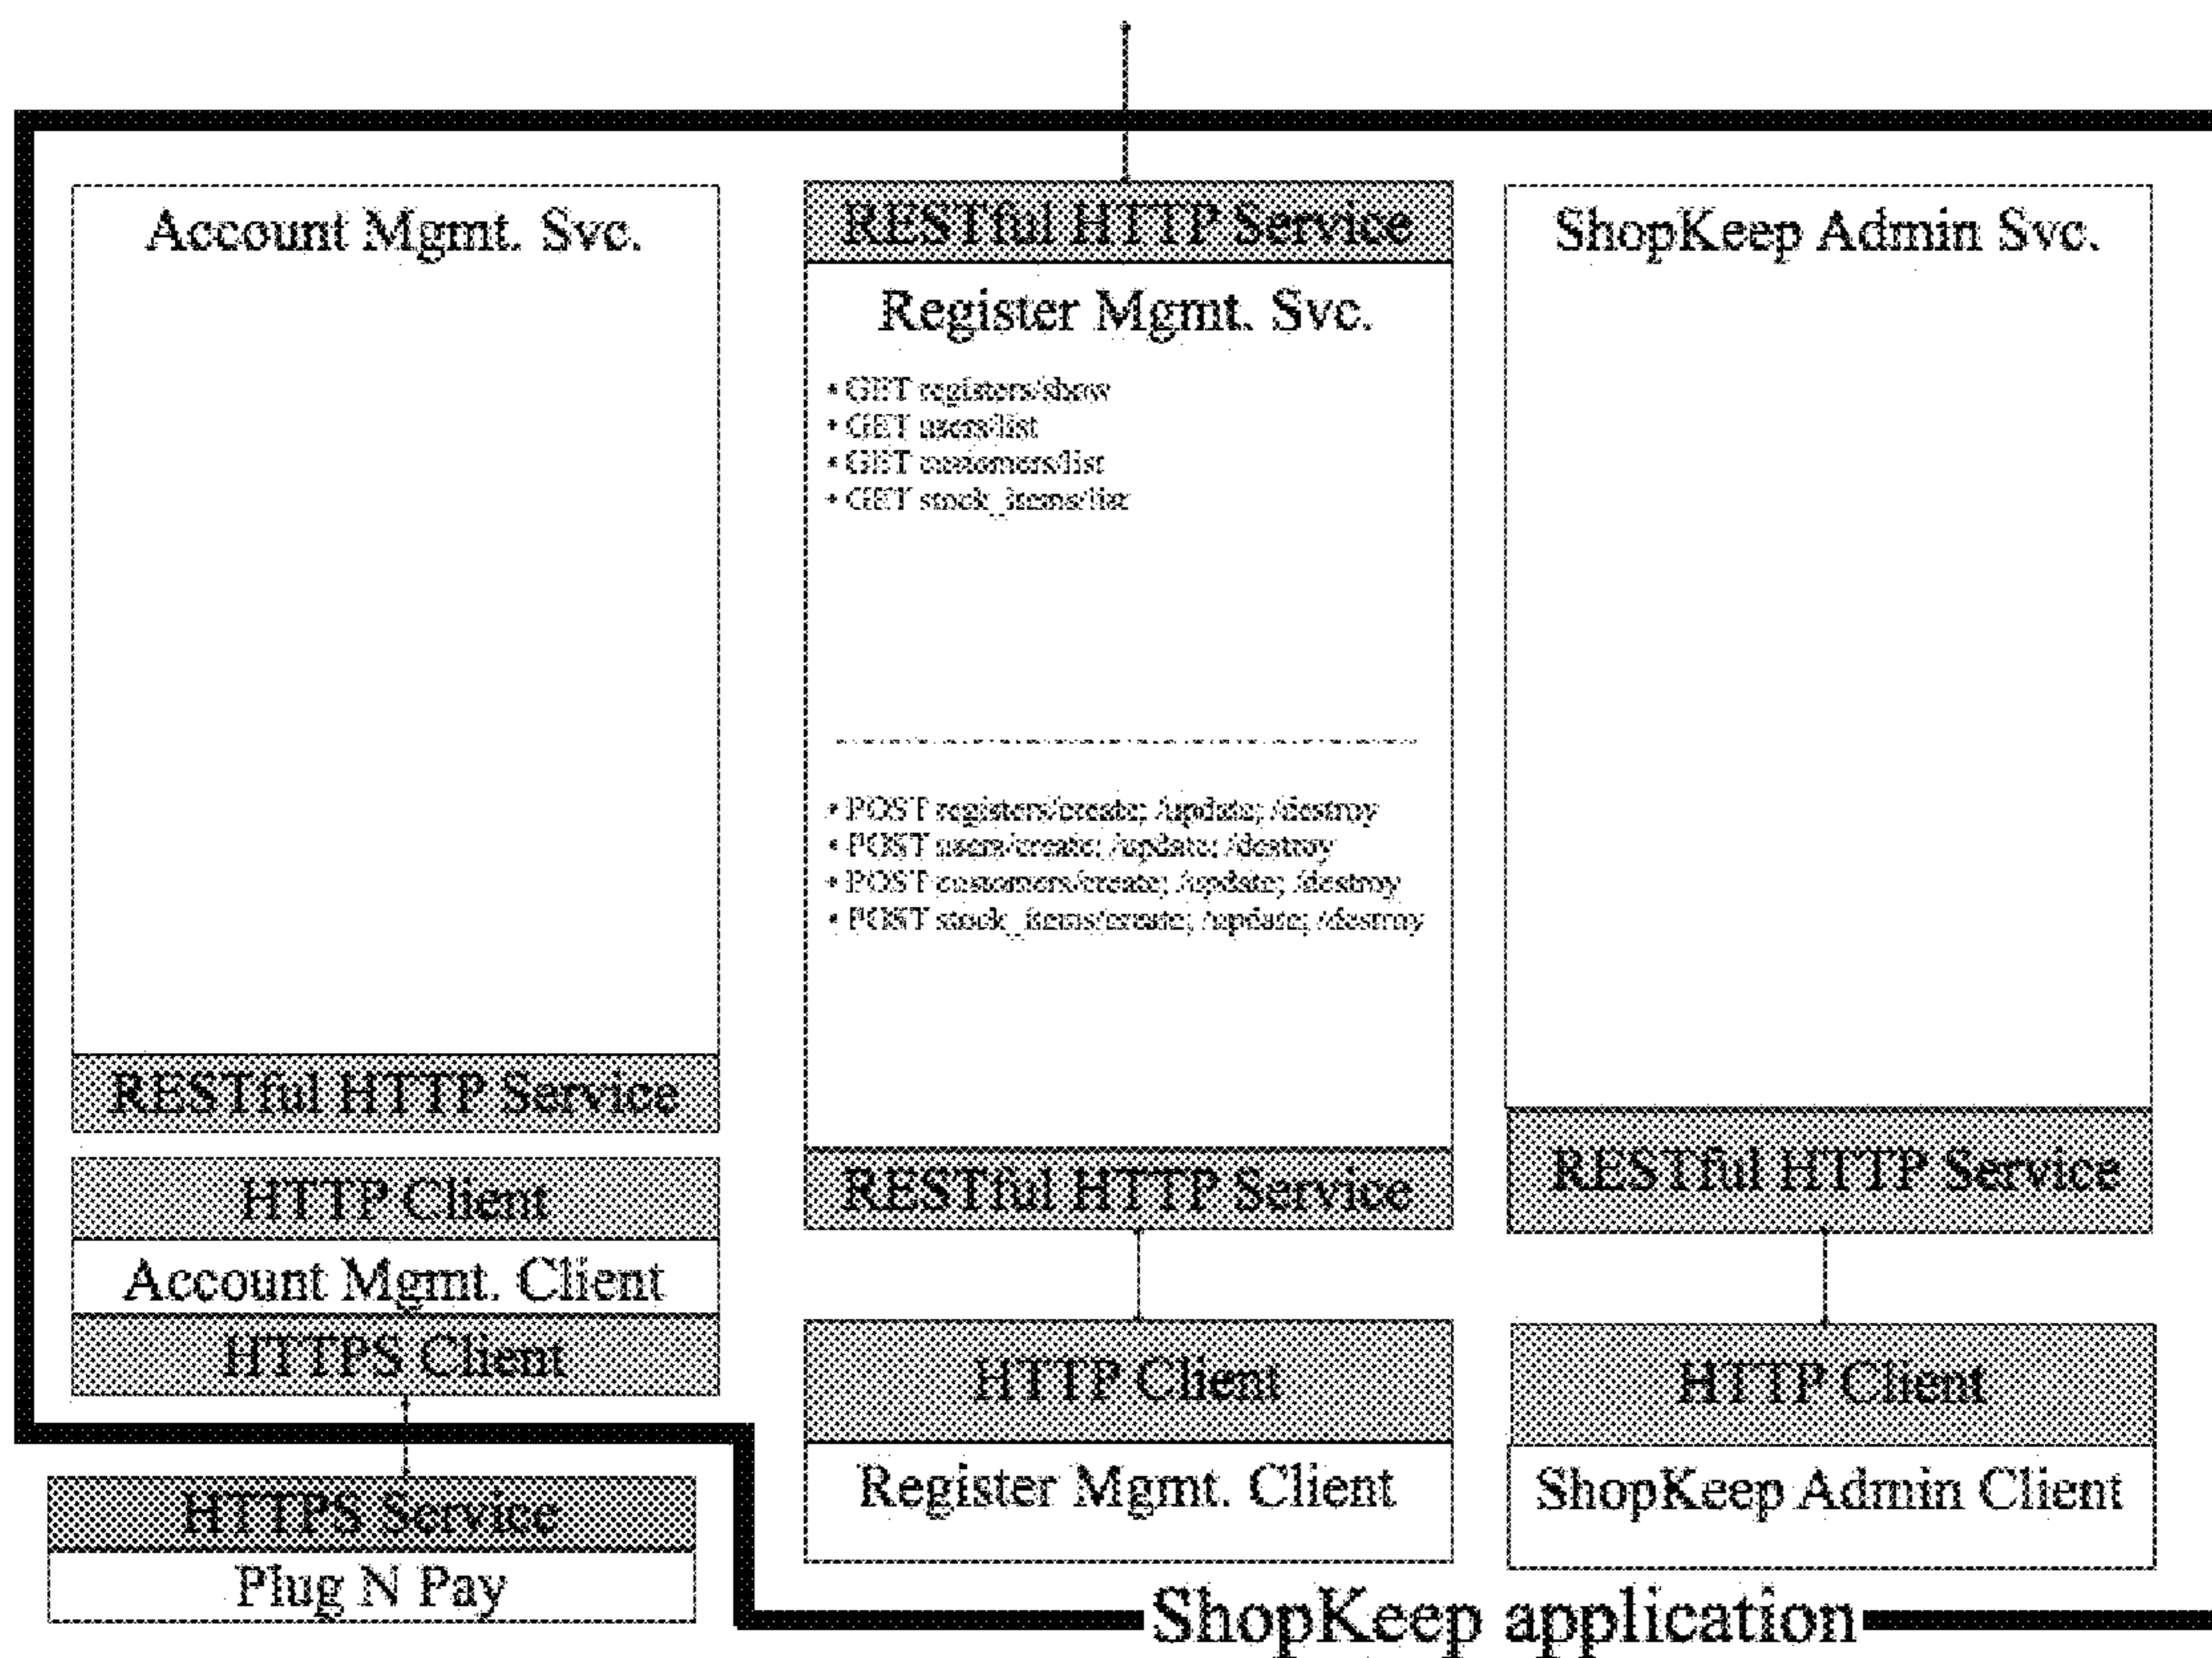 Account Mgmt. Svc.
RESTful HTTP Service
HTTP Client
Account Mgmt. Client
HTTPS Client
HTTPS Service
Plug N Pay
RESTful HTTP Service
Register Mgmt. Svc.
• GET registers/show
• GET users/list
• GET customers/list
• GET stock_items/list
• POST registers/create; /update; /destroy
• POST users/create; /update; /destroy
• POST customers/create; /update; /destroy
• POST stock_items/create; /update; /destroy
RESTful HTTP Service
HTTP Client
Register Mgmt. Client
ShopKeep Admin Svc.
RESTful HTTP Service
HTTP Client
ShopKeep Admin Client
ShopKeep application